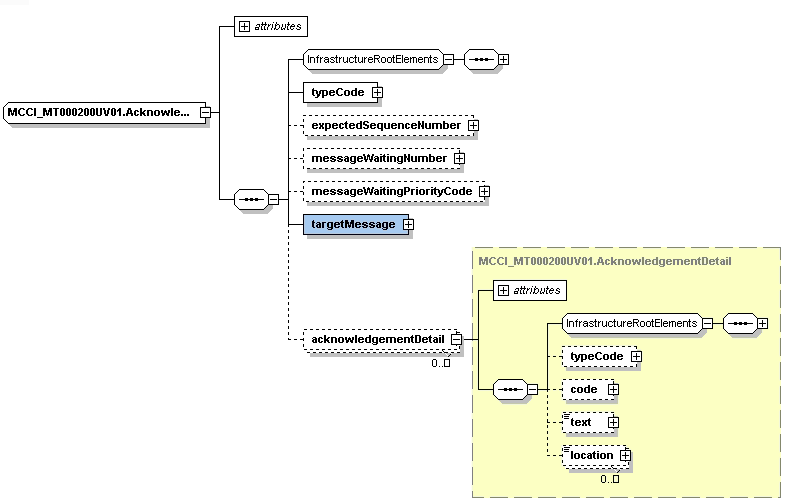 attributes
InfrastructureRootElements
MCCI_MT000200UV01.Acknowle...
typeCode
expectedSequenceNumber
messageWaitingNumber
messageWaitingPriorityCode
targetMessage
acknowledgementDetail
0..
MCCI_MT000200UV01.AcknowledgementDetail
attributes
InfrastructureRootElements
typeCode
code
text
location
0..